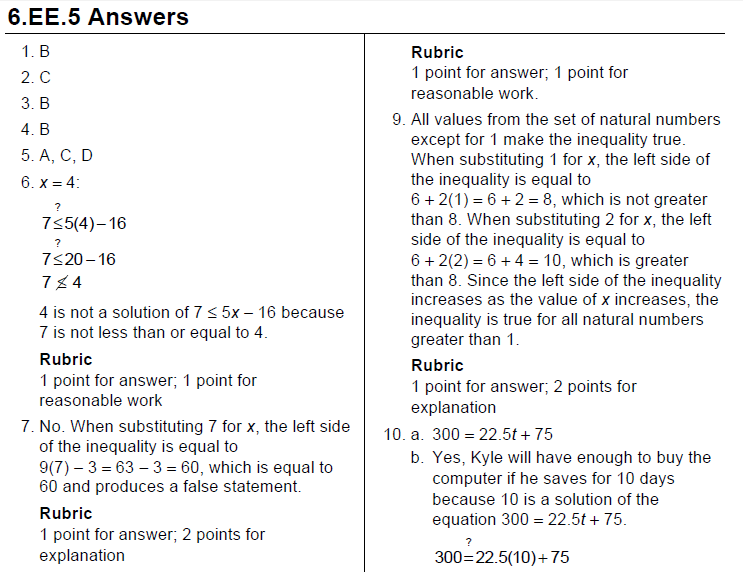 6.EE.5 Answers
1. B
2. C
3. B
4. B
5. A, C, D
6. x = 4:
?
7≤5(4)–16
?
7≤20–16
7≰4
4 is not a solution of 7 ≤ 5x – 16 because
7 is not less than or equal to 4.
Rubric
1 point for answer; 1 point for
reasonable work
7. No. When substituting 7 for x, the left side
of the inequality is equal to
9(7) – 3 = 63 – 3 = 60, which is equal to
60 and produces a false statement.
Rubric
1 point for answer; 2 points for
explanation
Rubric
1 point for answer; 1 point for
reasonable work.
9. All values from the set of natural numbers
except for 1 make the inequality true.
When substituting 1 for x, the left side of
the inequality is equal to
6 + 2(1) = 6 + 2 = 8, which is not greater
than 8. When substituting 2 for x, the left
side of the inequality is equal to
6 + 2(2) = 6 + 4 = 10, which is greater
than 8. Since the left side of the inequality
increases as the value of x increases, the
inequality is true for all natural numbers
greater than 1.
Rubric
1 point for answer; 2 points for
explanation
10. a. 300 = 22.5t + 75
b. Yes, Kyle will have enough to buy the
computer if he saves for 10 days
because 10 is a solution of the
equation 300 = 22.5t + 75.
?
300=22.5(10)+75